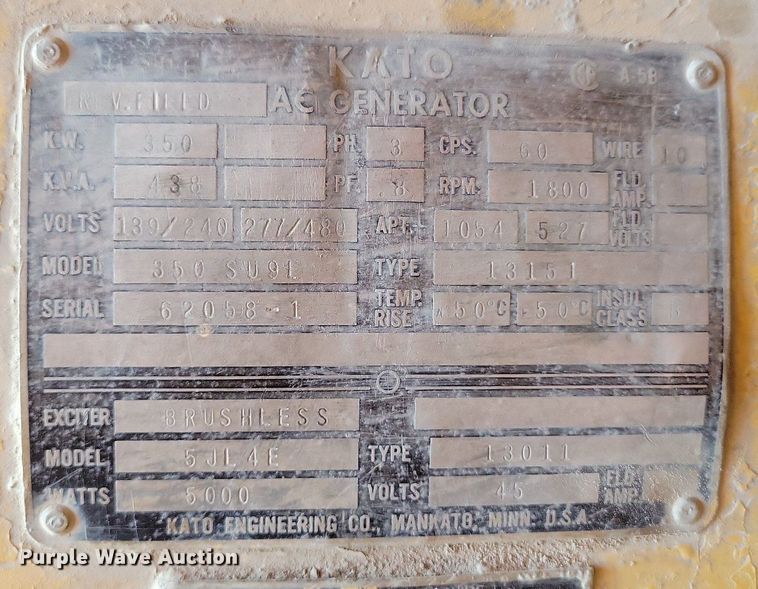 KATO
A-58
REV. FIELD AC GENERATOR
K.W. 350 PH. 3 CPS. 60 WIRE 10
K.V.A. 438 PF. .8 RPM. 1800 FLD. AMP.
VOLTS 139/240 277/480 APT. 1054 527 FLD. VOLTS
MODEL 350 SU9E TYPE 13151
SERIAL 62058-1 TEMP. RISE 50°C 50°C INSUL CLASS
EXCITER BRUSHLESS
MODEL 5JL4E TYPE 13011
WATTS 5000 VOLTS 45 FLD. AMP.
KATO ENGINEERING CO., MANKATO, MINN. U.S.A.
Purple Wave Auction